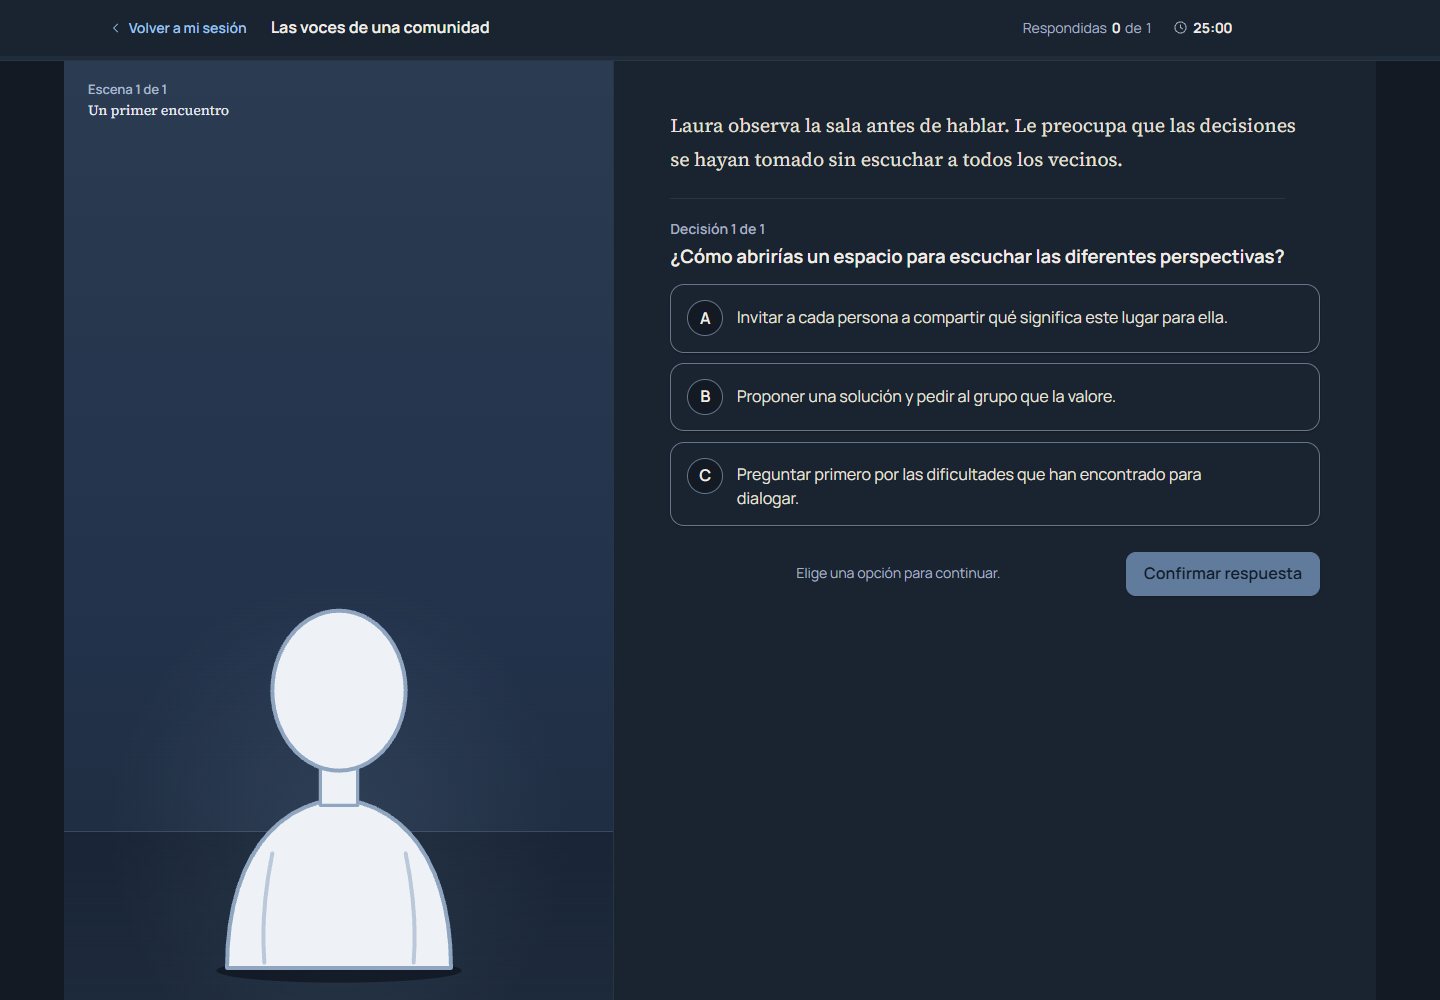 Volver a mi sesión
Las voces de una comunidad
Respondidas 0 de 1
25:00
Escena 1 de 1
Un primer encuentro
Laura observa la sala antes de hablar. Le preocupa que las decisiones
se hayan tomado sin escuchar a todos los vecinos.
Decisión 1 de 1
¿Cómo abrirías un espacio para escuchar las diferentes perspectivas?
A Invitar a cada persona a compartir qué significa este lugar para ella.
B Proponer una solución y pedir al grupo que la valore.
C Preguntar primero por las dificultades que han encontrado para
dialogar.
Elige una opción para continuar.
Confirmar respuesta